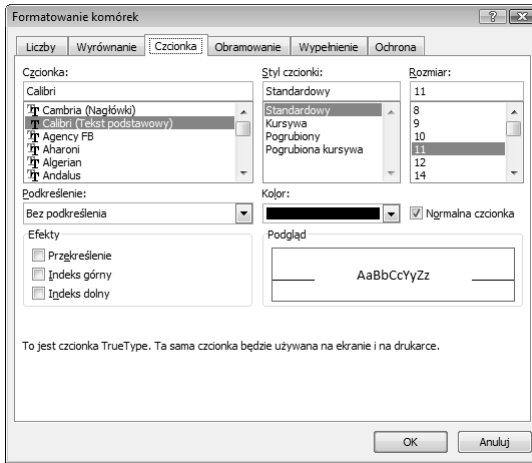 Formatowanie komórek
Liczby Wyrównanie Czcionka Obramowanie Wypełnienie Ochrona
Czcionka: Styl czcionki: Rozmiar:
Calibri Standardowy 11
Cambria (Nagłówki) Standardowy 8
Calibri (Tekst podstawowy) Kursywa 9
Agency FB Pogrubiony 10
Aharoni Pogrubiona kursywa 11
Algerian 12
Andalus 14
Podkreślenie: Kolor:
Bez podkreślenia Normalna czcionka
Efekty Podgląd
Przekreślenie
Indeks górny AaBbCcYyZz
Indeks dolny
To jest czcionka TrueType. Ta sama czcionka będzie używana na ekranie i na drukarce.
OK Anuluj